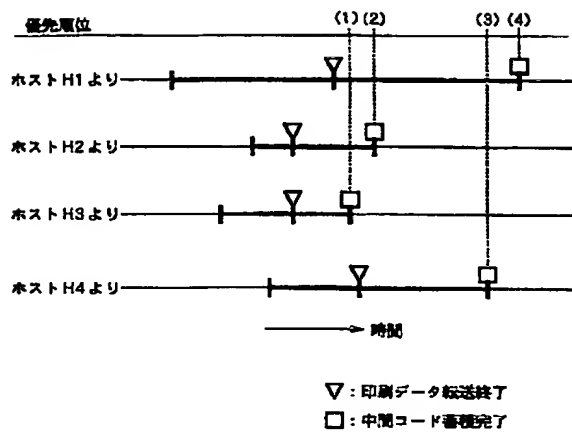 優先順位 (1) (2) (3) (4)
ホストH1より
ホストH2より
ホストH3より
ホストH4より
時間
▽：印刷データ転送終了
□：中間コード蓄積完了